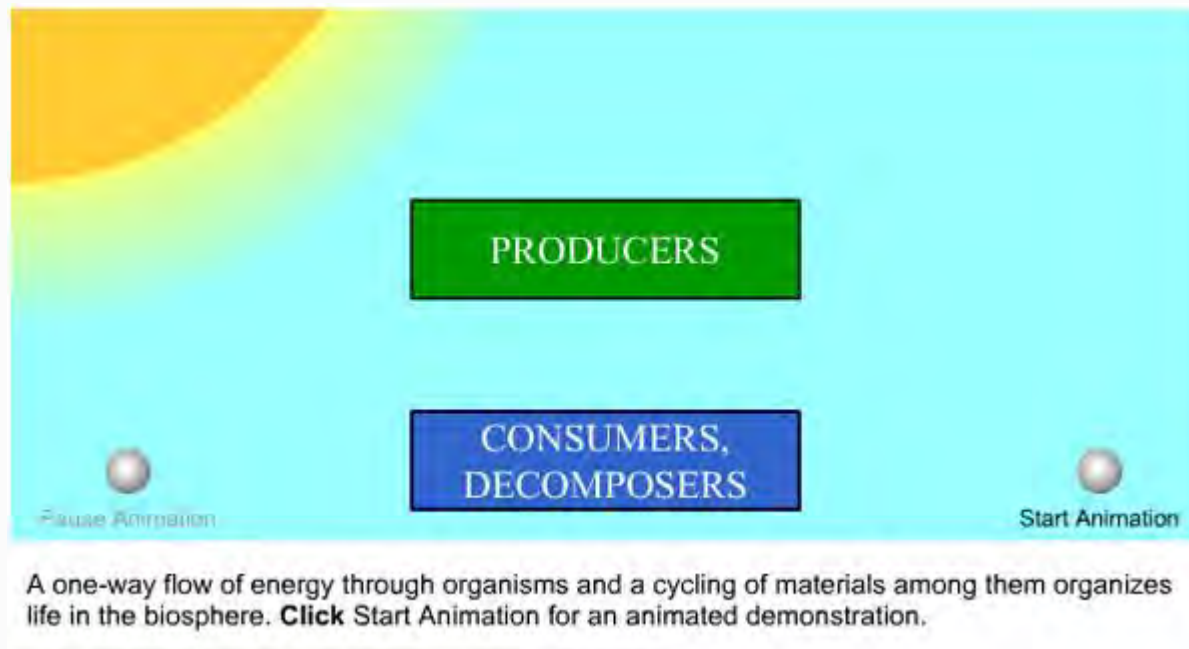 PRODUCERS
CONSUMERS,
DECOMPOSERS
Pause Animation
Start Animation
A one-way flow of energy through organisms and a cycling of materials among them organizes
life in the biosphere. Click Start Animation for an animated demonstration.